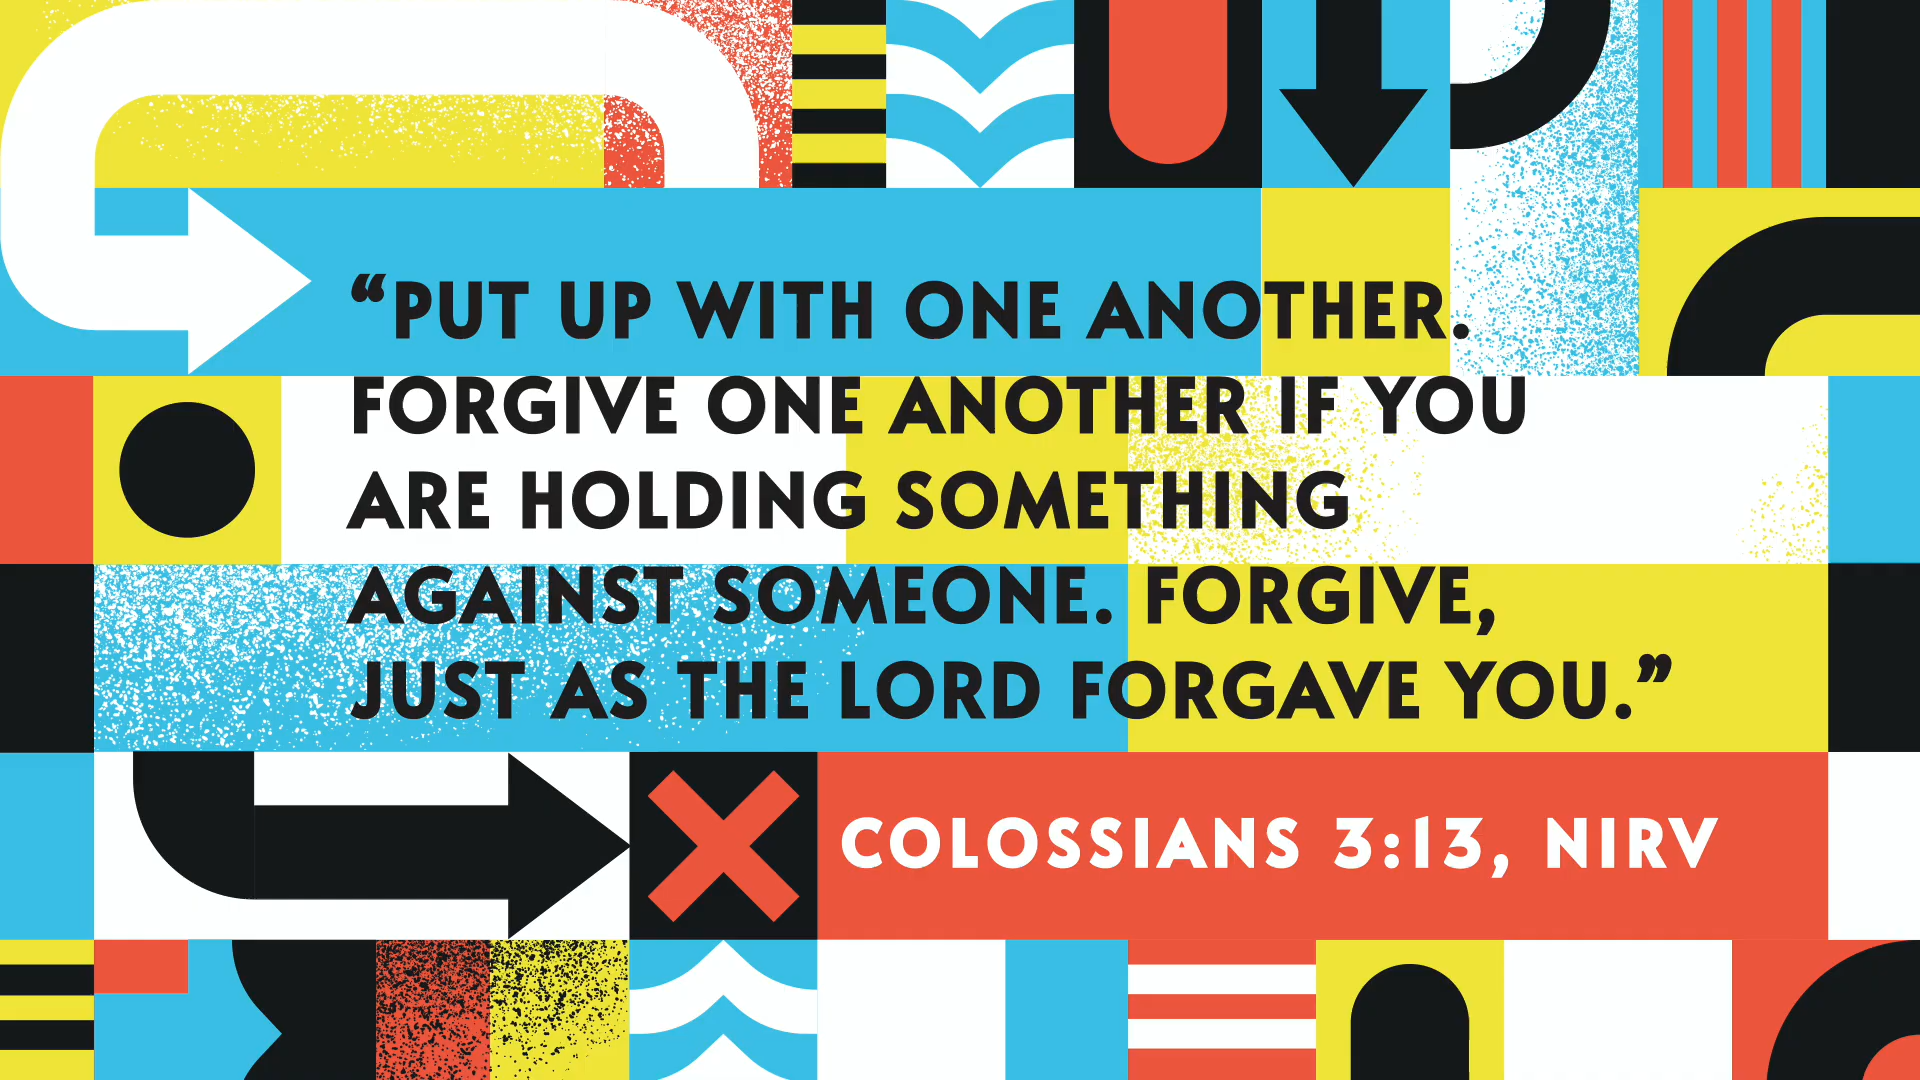 “PUT UP WITH ONE ANOTHER.
FORGIVE ONE ANOTHER IF YOU
ARE HOLDING SOMETHING
AGAINST SOMEONE. FORGIVE,
JUST AS THE LORD FORGAVE YOU.”
COLOSSIANS 3:13, NIRV